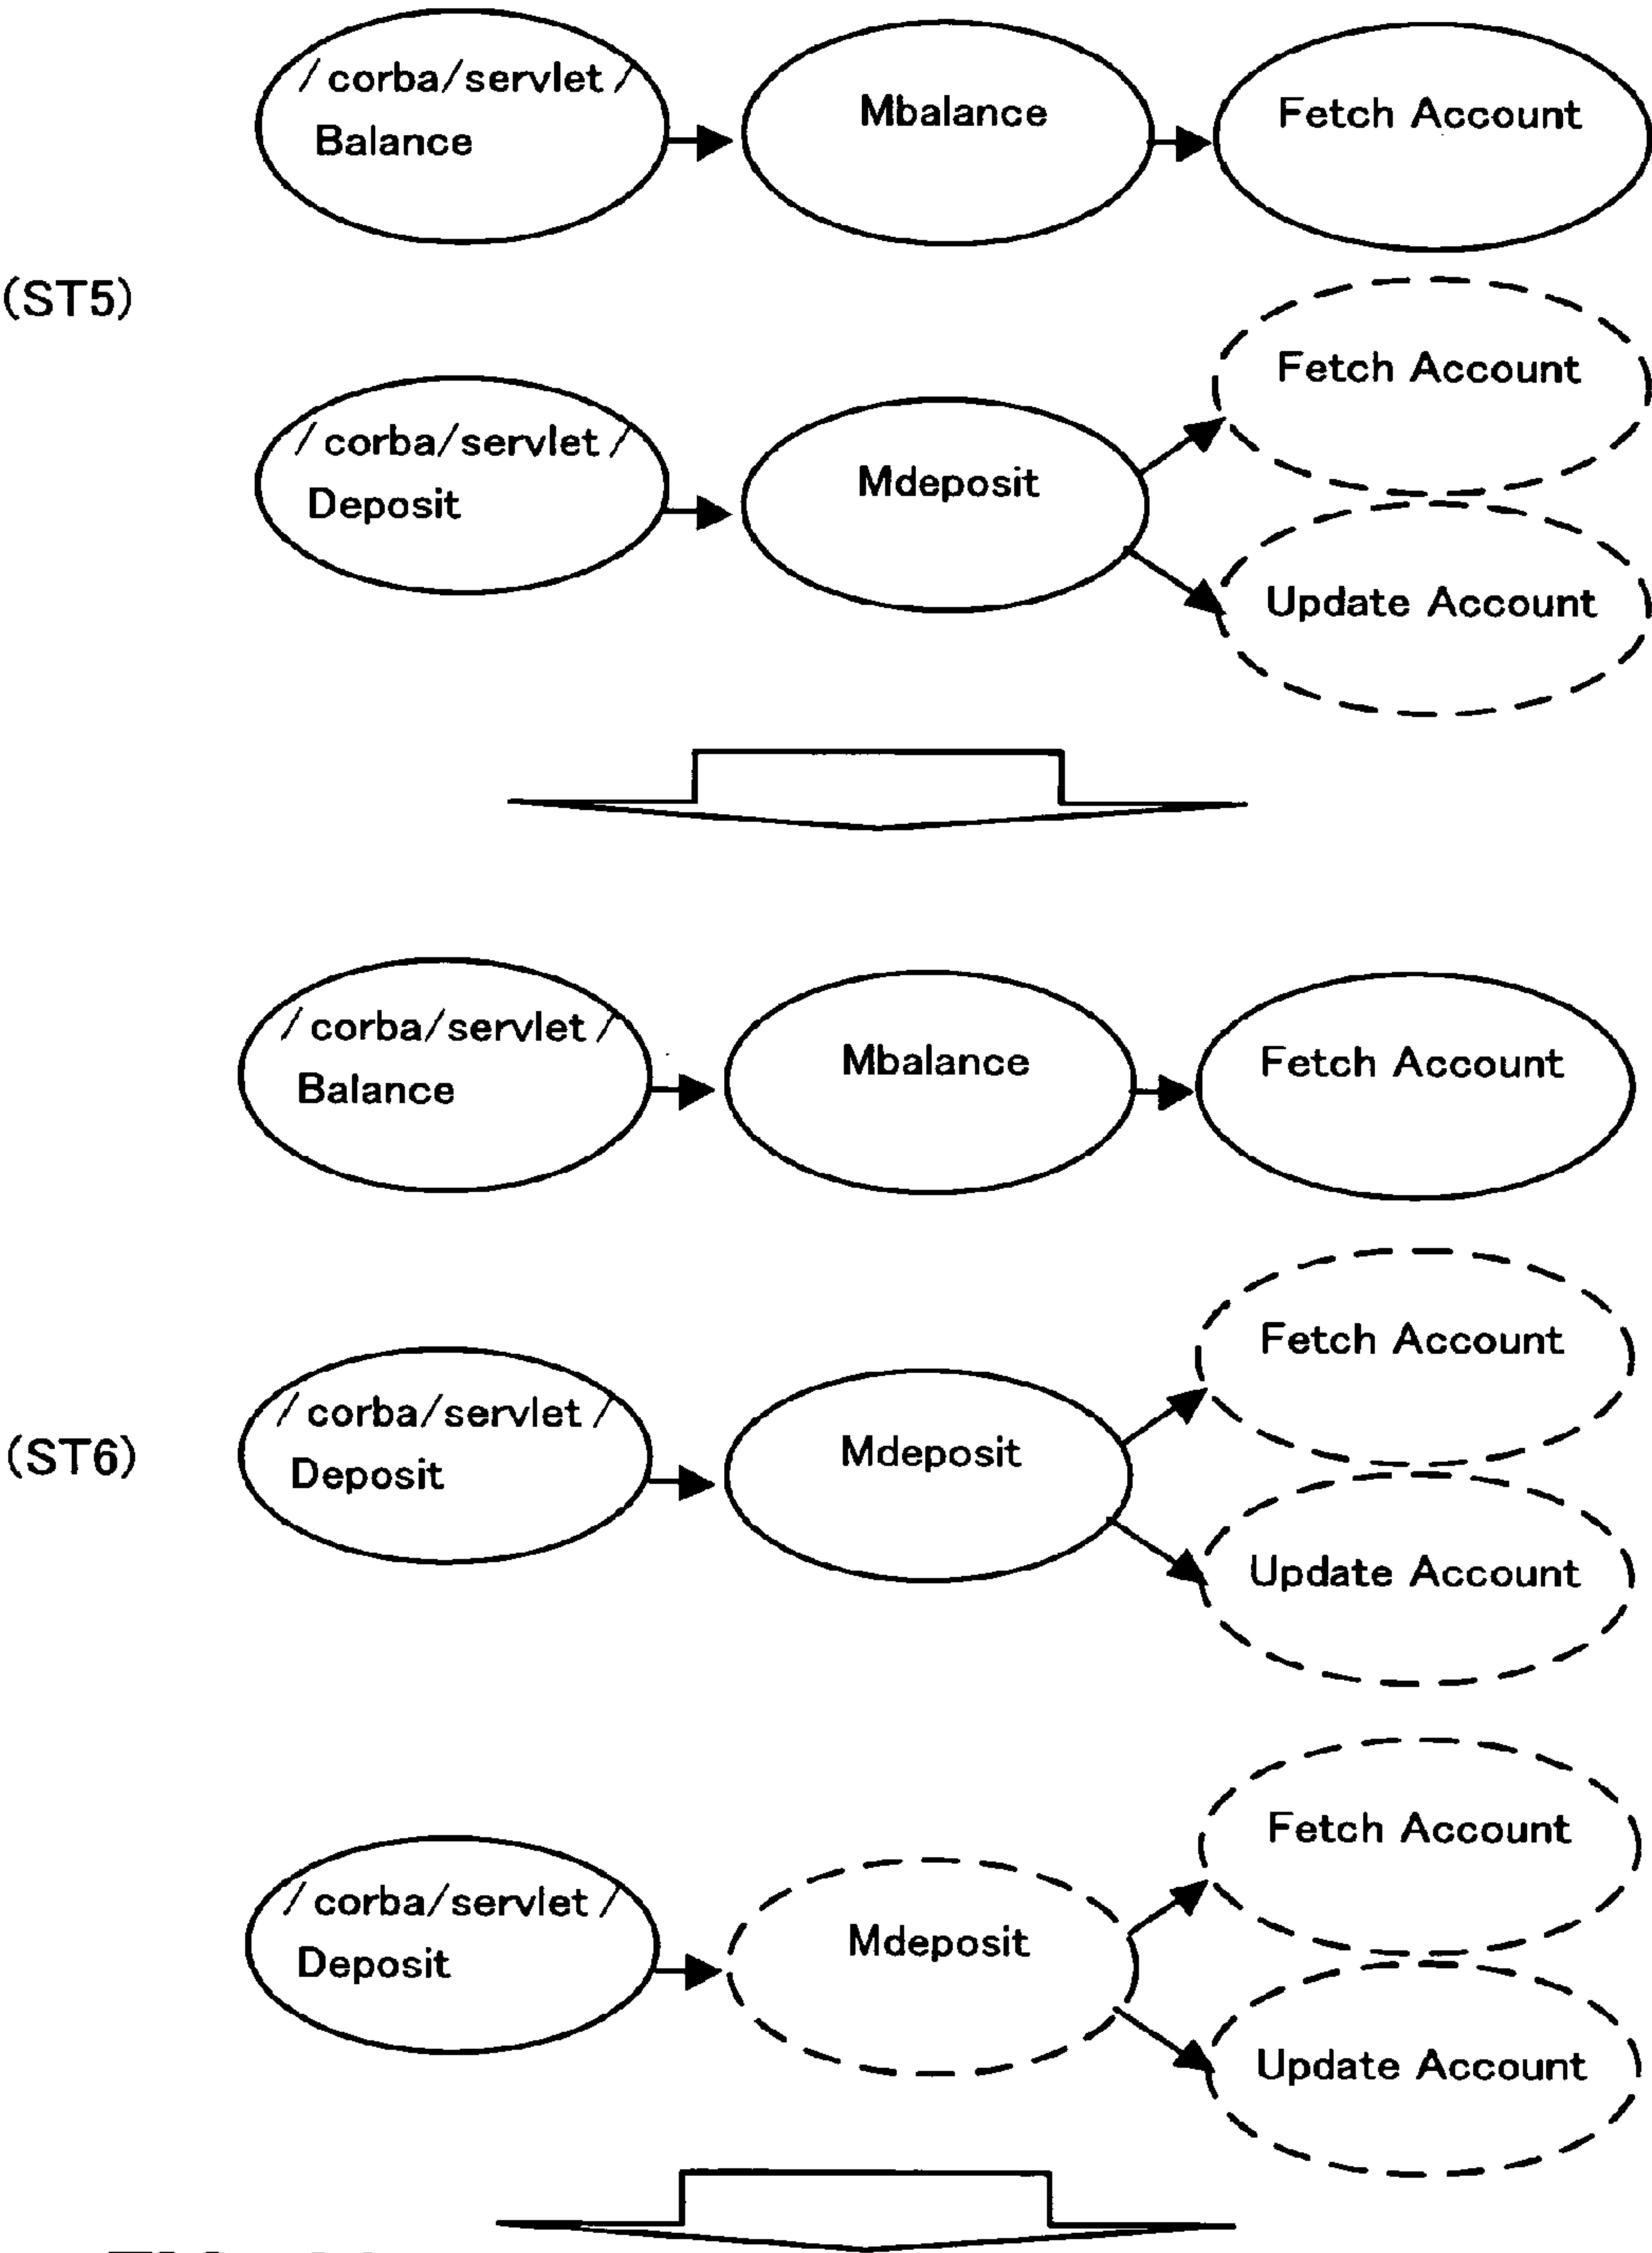 /corba/servlet/
Balance
Mbalance
Fetch Account
(ST5)
/corba/servlet/
Deposit
Mdeposit
Fetch Account
Update Account
/corba/servlet/
Balance
Mbalance
Fetch Account
(ST6)
/corba/servlet/
Deposit
Mdeposit
Fetch Account
Update Account
/corba/servlet/
Deposit
Mdeposit
Fetch Account
Update Account